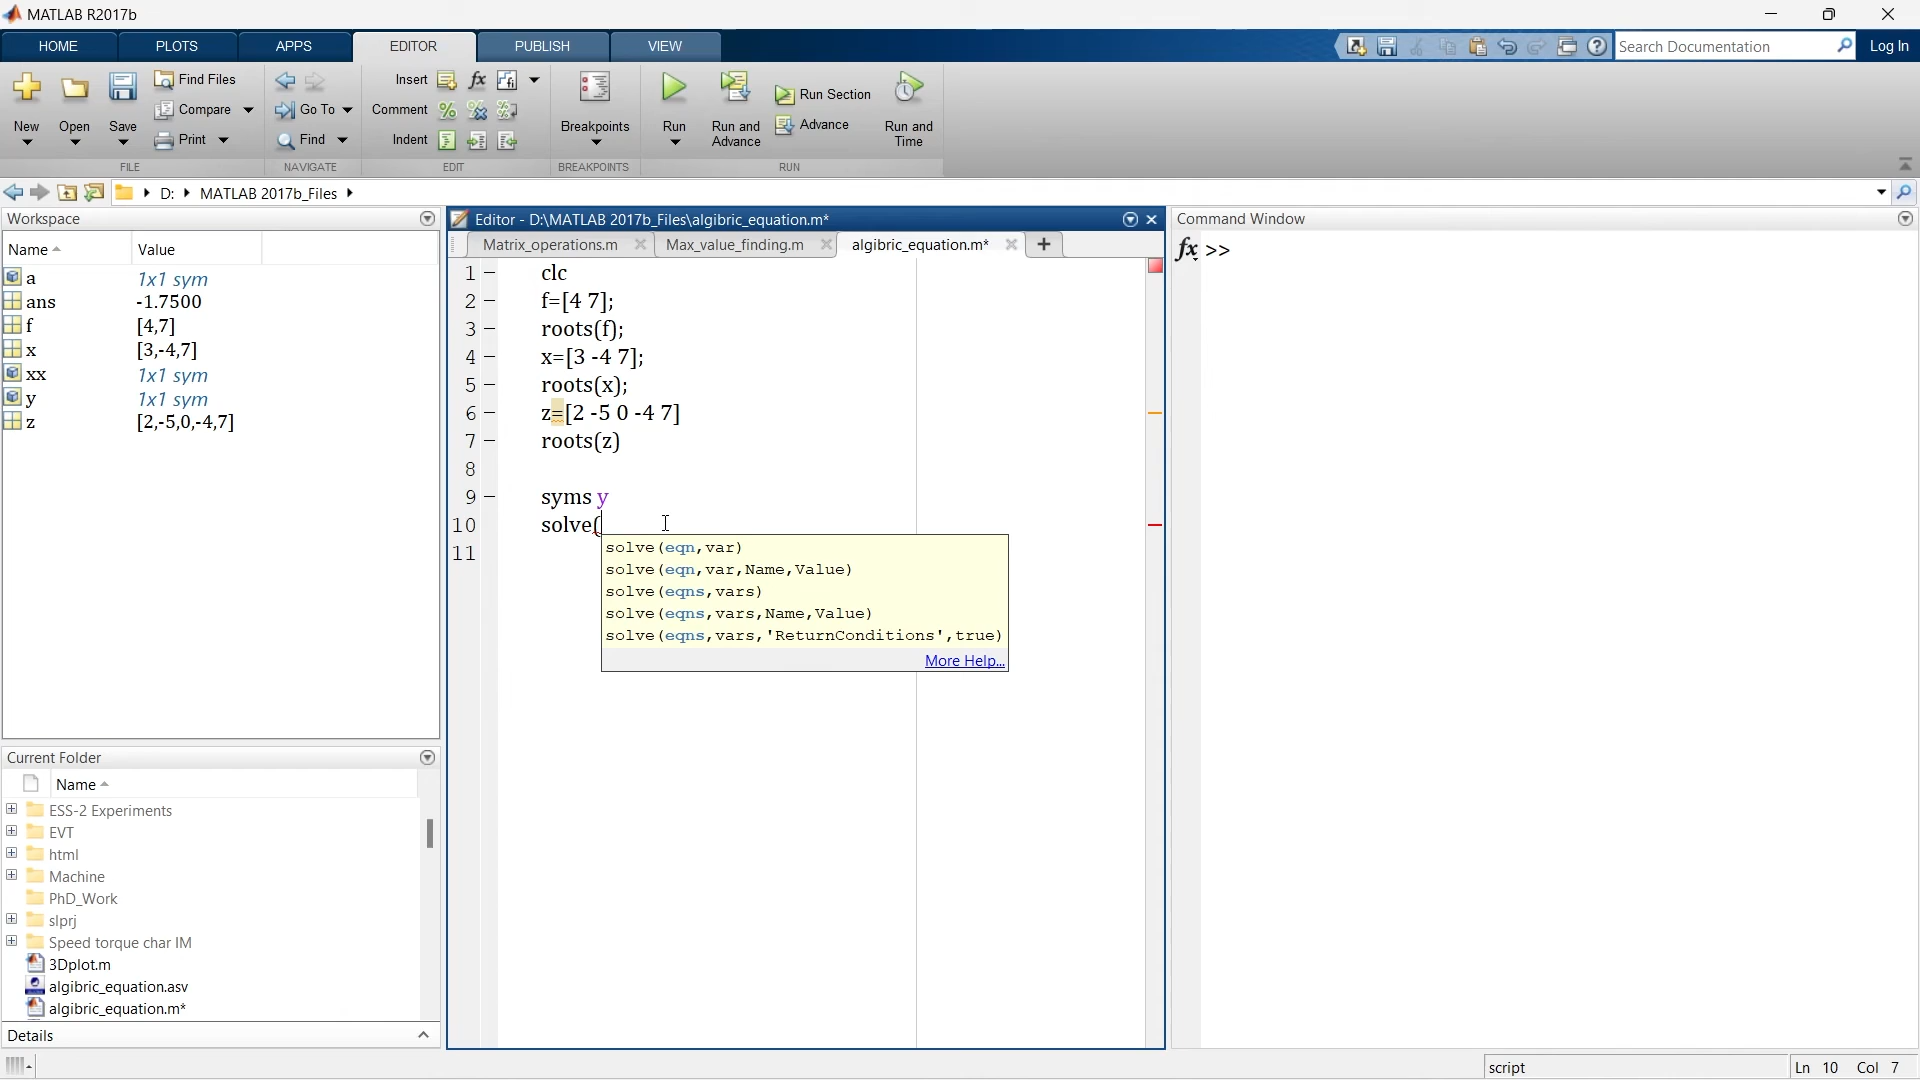 MATLAB R2017b
HOME PLOTS APPS EDITOR PUBLISH VIEW
Search Documentation
Log In
New
Open
Save
Find Files
Compare
Print
FILE
Go To
Find
NAVIGATE
Insert
Comment
Indent
EDIT
Breakpoints
BREAKPOINTS
Run
Run and Advance
Run Section
Advance
Run and Time
RUN
D: MATLAB 2017b_Files
Workspace
Name Value
a 1x1 sym
ans -1.7500
f [4,7]
x [3,-4,7]
xx 1x1 sym
y 1x1 sym
z [2,-5,0,-4,7]
Current Folder
Name
ESS-2 Experiments
EVT
html
Machine
PhD_Work
slprj
Speed torque char IM
3Dplot.m
algibric_equation.asv
algibric_equation.m*
Details
Editor - D:\MATLAB 2017b_Files\algibric_equation.m*
Matrix_operations.m Max_value_finding.m algibric_equation.m*
1 – clc
2 – f=[4 7];
3 – roots(f);
4 – x=[3 -4 7];
5 – roots(x);
6 – z=[2 -5 0 -4 7]
7 – roots(z)
8
9 – syms y
10 solve(
11
solve(eqn,var)
solve(eqn,var,Name,Value)
solve(eqns,vars)
solve(eqns,vars,Name,Value)
solve(eqns,vars,'ReturnConditions',true)
More Help...
Command Window
fx >>
script
Ln 10 Col 7